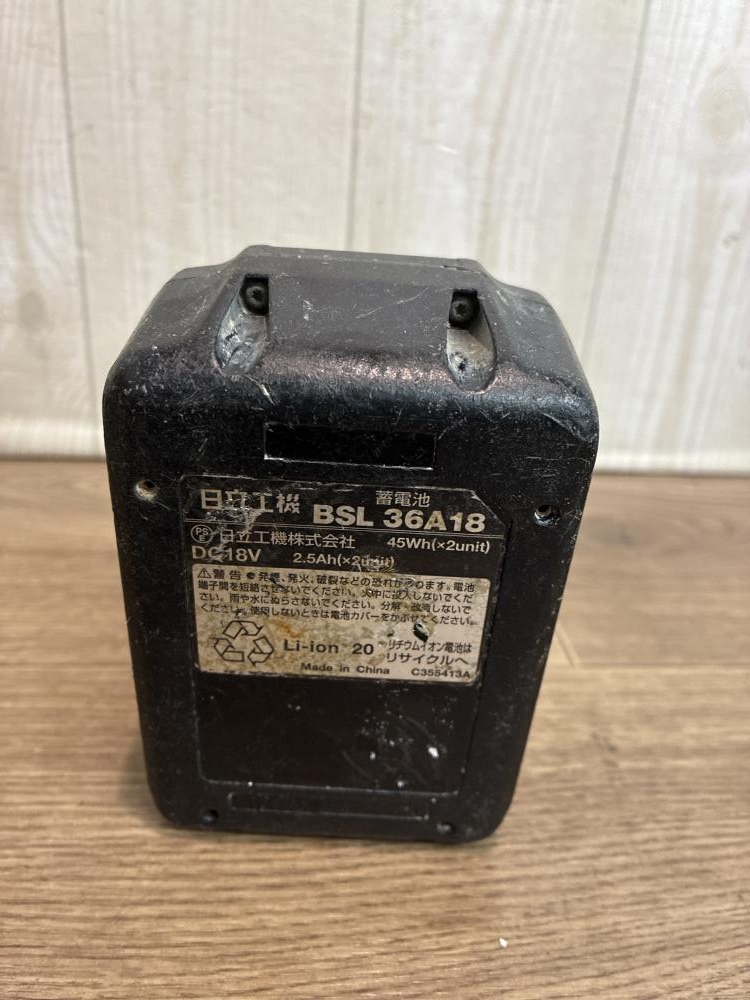 日立工機 蓄電池 BSL 36A18
PS E 日立工機株式会社 45Wh(×2unit)
DC18V 2.5Ah(×2unit)
⚠警告 ●発煙、発火、破裂などの恐れがあります。電池
端子間を短絡させないでください。火中に投入しないでくだ
さい。雨や水にぬらさないでください。分解・改造しないで
ください。使用しないときは電池カバーをかぶせてください。
Li-ion 20 リチウムイオン電池は
リサイクルへ
Made in China C355413A